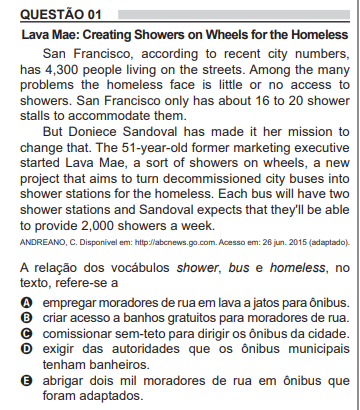 QUESTÃO 01
Lava Mae: Creating Showers on Wheels for the Homeless
San Francisco, according to recent city numbers,
has 4,300 people living on the streets. Among the many
problems the homeless face is little or no access to
showers. San Francisco only has about 16 to 20 shower
stalls to accommodate them.
But Doniece Sandoval has made it her mission to
change that. The 51-year-old former marketing executive
started Lava Mae, a sort of showers on wheels, a new
project that aims to turn decommissioned city buses into
shower stations for the homeless. Each bus will have two
shower stations and Sandoval expects that they'll be able
to provide 2,000 showers a week.
ANDREANO, C. Disponível em: http://abcnews.go.com. Acesso em: 26 jun. 2015 (adaptado).
A relação dos vocábulos shower, bus e homeless, no
texto, refere-se a
A empregar moradores de rua em lava a jatos para ônibus.
B criar acesso a banhos gratuitos para moradores de rua.
C comissionar sem-teto para dirigir os ônibus da cidade.
D exigir das autoridades que os ônibus municipais
tenham banheiros.
E abrigar dois mil moradores de rua em ônibus que
foram adaptados.